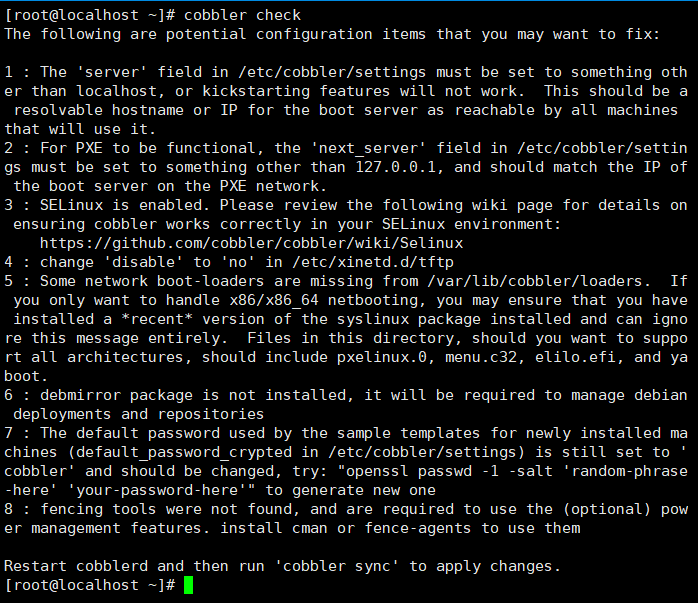 [root@localhost ~]# cobbler check
The following are potential configuration items that you may want to fix:
1 : The 'server' field in /etc/cobbler/settings must be set to something oth
er than localhost, or kickstarting features will not work.  This should be a
 resolvable hostname or IP for the boot server as reachable by all machines
that will use it.
2 : For PXE to be functional, the 'next_server' field in /etc/cobbler/settin
gs must be set to something other than 127.0.0.1, and should match the IP of
 the boot server on the PXE network.
3 : SELinux is enabled. Please review the following wiki page for details on
 ensuring cobbler works correctly in your SELinux environment:
    https://github.com/cobbler/cobbler/wiki/Selinux
4 : change 'disable' to 'no' in /etc/xinetd.d/tftp
5 : Some network boot-loaders are missing from /var/lib/cobbler/loaders.  If
 you only want to handle x86/x86_64 netbooting, you may ensure that you have
 installed a *recent* version of the syslinux package installed and can igno
re this message entirely.  Files in this directory, should you want to suppo
rt all architectures, should include pxelinux.0, menu.c32, elilo.efi, and ya
boot.
6 : debmirror package is not installed, it will be required to manage debian
 deployments and repositories
7 : The default password used by the sample templates for newly installed ma
chines (default_password_crypted in /etc/cobbler/settings) is still set to '
cobbler' and should be changed, try: "openssl passwd -1 -salt 'random-phrase
-here' 'your-password-here'" to generate new one
8 : fencing tools were not found, and are required to use the (optional) pow
er management features. install cman or fence-agents to use them
Restart cobblerd and then run 'cobbler sync' to apply changes.
[root@localhost ~]#